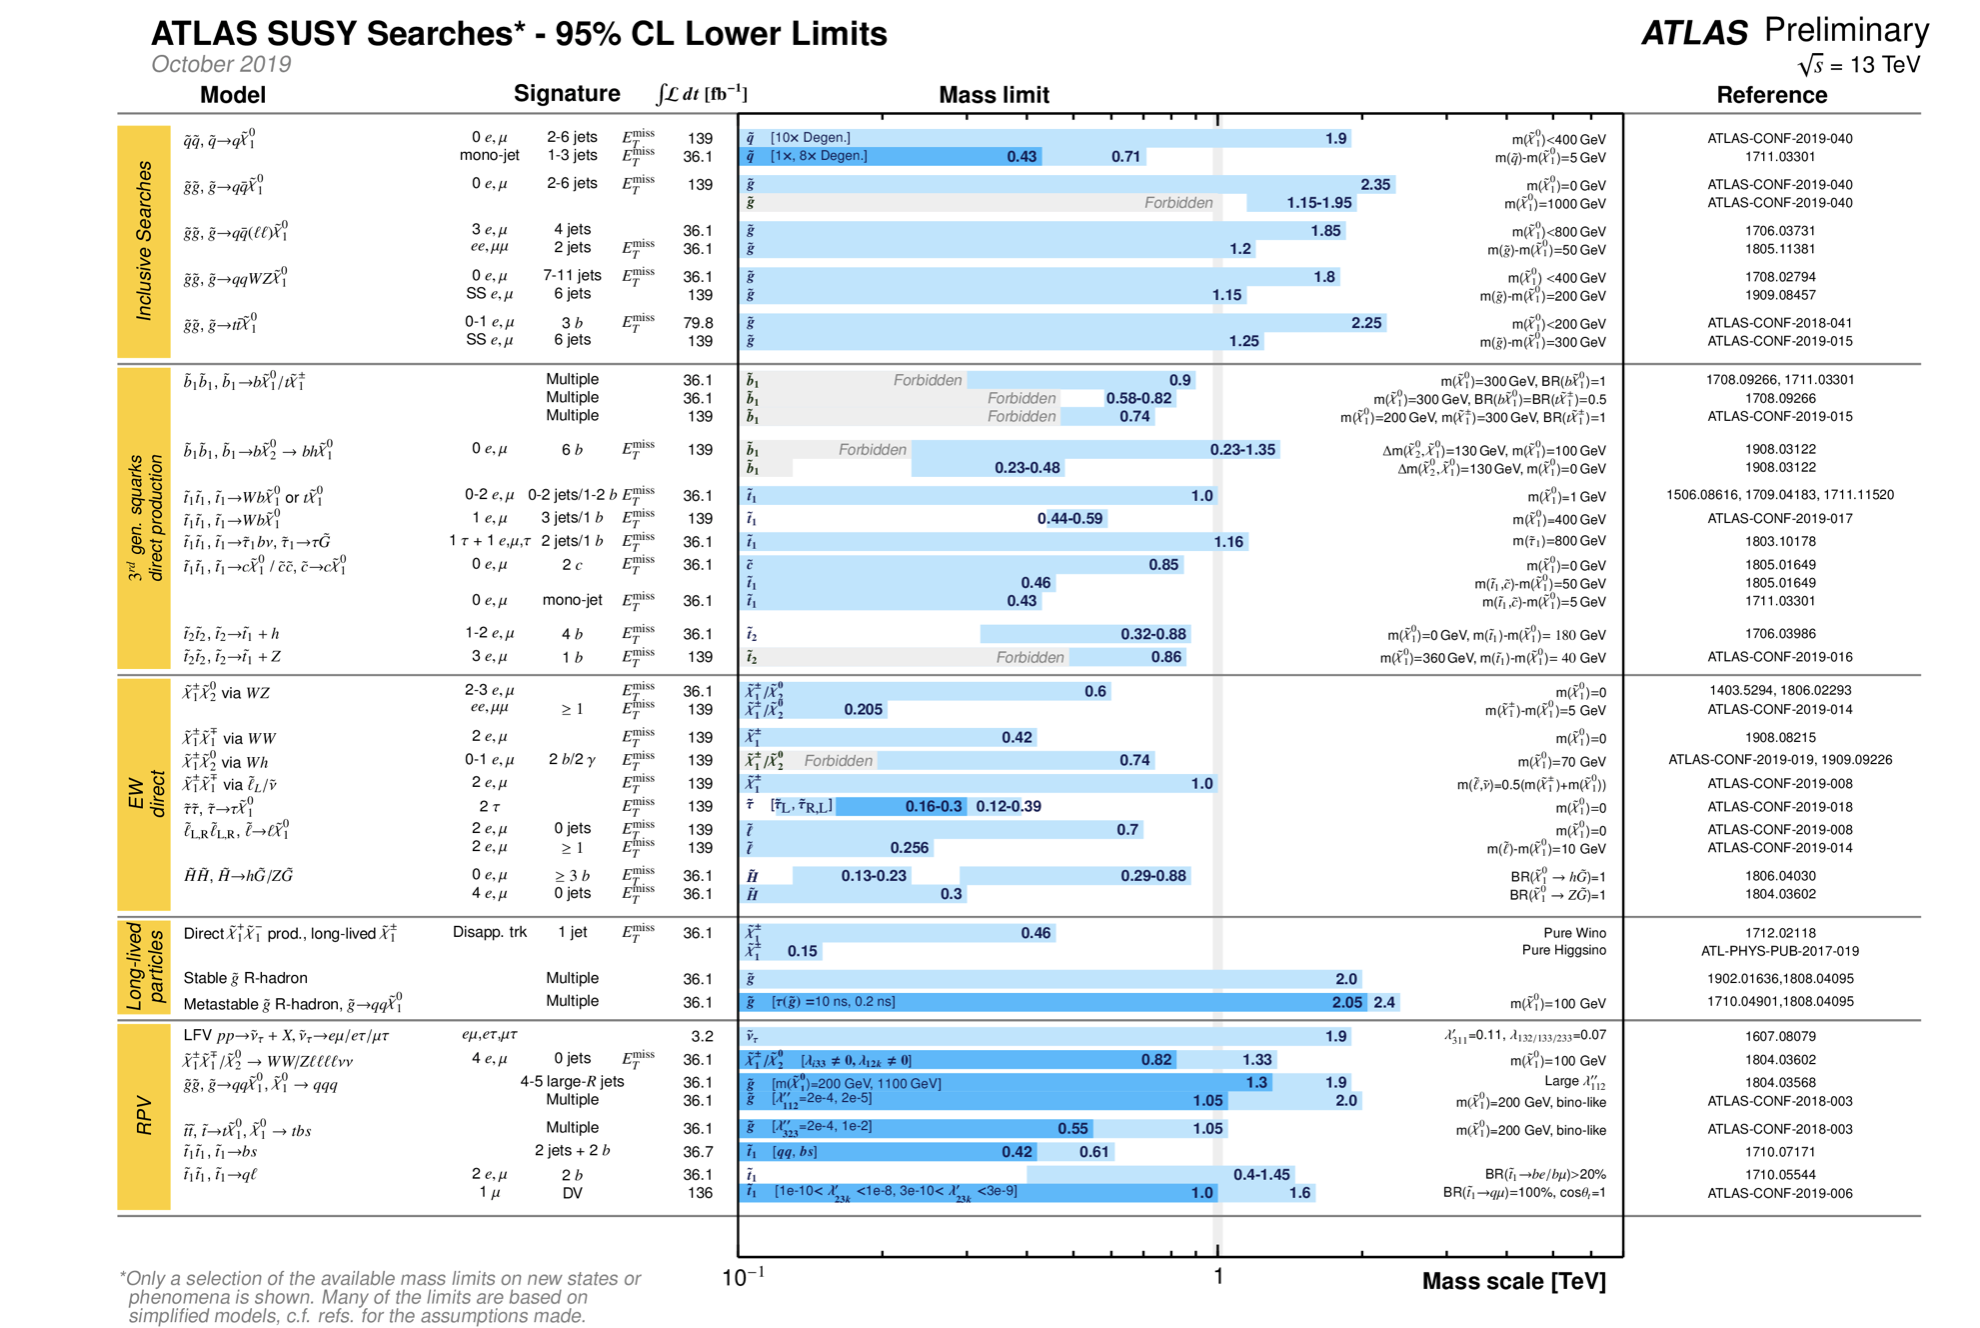 ATLAS SUSY Searches* - 95% CL Lower Limits
October 2019
ATLAS Preliminary
√s = 13 TeV
Model Signature ∫L dt [fb⁻¹] Mass limit Reference
Inclusive Searches
q̃q̃, q̃→qχ̃⁰₁ 0 e, μ 2-6 jets E_T^miss 139 q̃ [10× Degen.] 1.9 m(χ̃⁰₁)<400 GeV ATLAS-CONF-2019-040
mono-jet 1-3 jets E_T^miss 36.1 q̃ [1×, 8× Degen.] 0.43 0.71 m(q̃)-m(χ̃⁰₁)=5 GeV 1711.03301
g̃g̃, g̃→qq̄χ̃⁰₁ 0 e, μ 2-6 jets E_T^miss 139 g̃ 2.35 m(χ̃⁰₁)=0 GeV ATLAS-CONF-2019-040
g̃ Forbidden 1.15-1.95 m(χ̃⁰₁)=1000 GeV ATLAS-CONF-2019-040
g̃g̃, g̃→qq̄(ℓℓ)χ̃⁰₁ 3 e, μ 4 jets 36.1 g̃ 1.85 m(χ̃⁰₁)<800 GeV 1706.03731
ee, μμ 2 jets E_T^miss 36.1 g̃ 1.2 m(g̃)-m(χ̃⁰₁)=50 GeV 1805.11381
g̃g̃, g̃→qqWZχ̃⁰₁ 0 e, μ 7-11 jets E_T^miss 36.1 g̃ 1.8 m(χ̃⁰₁) <400 GeV 1708.02794
SS e, μ 6 jets 139 g̃ 1.15 m(g̃)-m(χ̃⁰₁)=200 GeV 1909.08457
g̃g̃, g̃→tt̄χ̃⁰₁ 0-1 e, μ 3 b E_T^miss 79.8 g̃ 2.25 m(χ̃⁰₁)<200 GeV ATLAS-CONF-2018-041
SS e, μ 6 jets 139 g̃ 1.25 m(g̃)-m(χ̃⁰₁)=300 GeV ATLAS-CONF-2019-015
3rd gen. squarks
direct production
b̃₁b̃₁, b̃₁→bχ̃⁰₁/tχ̃±₁ Multiple 36.1 b̃₁ Forbidden 0.9 m(χ̃⁰₁)=300 GeV, BR(bχ̃⁰₁)=1 1708.09266, 1711.03301
Multiple 36.1 b̃₁ Forbidden 0.58-0.82 m(χ̃⁰₁)=300 GeV, BR(bχ̃⁰₁)=BR(tχ̃±₁)=0.5 1708.09266
Multiple 139 b̃₁ Forbidden 0.74 m(χ̃⁰₁)=200 GeV, m(χ̃±₁)=300 GeV, BR(tχ̃±₁)=1 ATLAS-CONF-2019-015
b̃₁b̃₁, b̃₁→bχ̃⁰₂ → bhχ̃⁰₁ 0 e, μ 6 b E_T^miss 139 b̃₁ Forbidden 0.23-1.35 Δm(χ̃⁰₂,χ̃⁰₁)=130 GeV, m(χ̃⁰₁)=100 GeV 1908.03122
b̃₁ 0.23-0.48 Δm(χ̃⁰₂,χ̃⁰₁)=130 GeV, m(χ̃⁰₁)=0 GeV 1908.03122
t̃₁t̃₁, t̃₁→Wbχ̃⁰₁ or tχ̃⁰₁ 0-2 e, μ 0-2 jets/1-2 b E_T^miss 36.1 t̃₁ 1.0 m(χ̃⁰₁)=1 GeV 1506.08616, 1709.04183, 1711.11520
t̃₁t̃₁, t̃₁→Wbχ̃⁰₁ 1 e, μ 3 jets/1 b E_T^miss 139 t̃₁ 0.44-0.59 m(χ̃⁰₁)=400 GeV ATLAS-CONF-2019-017
t̃₁t̃₁, t̃₁→τ̃₁bν, τ̃₁→τG̃ 1 τ + 1 e,μ,τ 2 jets/1 b E_T^miss 36.1 t̃₁ 1.16 m(τ̃₁)=800 GeV 1803.10178
t̃₁t̃₁, t̃₁→cχ̃⁰₁ / c̃c̃, c̃→cχ̃⁰₁ 0 e, μ 2 c E_T^miss 36.1 c̃ 0.85 m(χ̃⁰₁)=0 GeV 1805.01649
t̃₁ 0.46 m(t̃₁,c̃)-m(χ̃⁰₁)=50 GeV 1805.01649
0 e, μ mono-jet E_T^miss 36.1 t̃₁ 0.43 m(t̃₁,c̃)-m(χ̃⁰₁)=5 GeV 1711.03301
t̃₂t̃₂, t̃₂→t̃₁ + h 1-2 e, μ 4 b E_T^miss 36.1 t̃₂ 0.32-0.88 m(χ̃⁰₁)=0 GeV, m(t̃₁)-m(χ̃⁰₁)= 180 GeV 1706.03986
t̃₂t̃₂, t̃₂→t̃₁ + Z 3 e, μ 1 b E_T^miss 139 t̃₂ Forbidden 0.86 m(χ̃⁰₁)=360 GeV, m(t̃₁)-m(χ̃⁰₁)= 40 GeV ATLAS-CONF-2019-016
EW
direct
χ̃±₁χ̃⁰₂ via WZ 2-3 e, μ E_T^miss 36.1 χ̃±₁/χ̃⁰₂ 0.6 m(χ̃⁰₁)=0 1403.5294, 1806.02293
ee, μμ ≥ 1 E_T^miss 139 χ̃±₁/χ̃⁰₂ 0.205 m(χ̃±₁)-m(χ̃⁰₁)=5 GeV ATLAS-CONF-2019-014
χ̃±₁χ̃∓₁ via WW 2 e, μ E_T^miss 139 χ̃±₁ 0.42 m(χ̃⁰₁)=0 1908.08215
χ̃±₁χ̃⁰₂ via Wh 0-1 e, μ 2 b/2 γ E_T^miss 139 χ̃±₁/χ̃⁰₂ Forbidden 0.74 m(χ̃⁰₁)=70 GeV ATLAS-CONF-2019-019, 1909.09226
χ̃±₁χ̃∓₁ via ℓ̃_L/ν̃ 2 e, μ E_T^miss 139 χ̃±₁ 1.0 m(ℓ̃,ν̃)=0.5(m(χ̃±₁)+m(χ̃⁰₁)) ATLAS-CONF-2019-008
τ̃τ̃, τ̃→τχ̃⁰₁ 2 τ E_T^miss 139 τ̃ [τ̃L, τ̃R,L] 0.16-0.3 0.12-0.39 m(χ̃⁰₁)=0 ATLAS-CONF-2019-018
ℓ̃L,Rℓ̃L,R, ℓ̃→ℓχ̃⁰₁ 2 e, μ 0 jets E_T^miss 139 ℓ̃ 0.7 m(χ̃⁰₁)=0 ATLAS-CONF-2019-008
2 e, μ ≥ 1 E_T^miss 139 ℓ̃ 0.256 m(ℓ̃)-m(χ̃⁰₁)=10 GeV ATLAS-CONF-2019-014
H̃H̃, H̃→hG̃/ZG̃ 0 e, μ ≥ 3 b E_T^miss 36.1 H̃ 0.13-0.23 0.29-0.88 BR(χ̃⁰₁ → hG̃)=1 1806.04030
4 e, μ 0 jets E_T^miss 36.1 H̃ 0.3 BR(χ̃⁰₁ → ZG̃)=1 1804.03602
Long-lived
particles
Direct χ̃⁺₁χ̃⁻₁ prod., long-lived χ̃±₁ Disapp. trk 1 jet E_T^miss 36.1 χ̃±₁ 0.46 Pure Wino 1712.02118
χ̃±₁ 0.15 Pure Higgsino ATL-PHYS-PUB-2017-019
Stable g̃ R-hadron Multiple 36.1 g̃ 2.0 1902.01636,1808.04095
Metastable g̃ R-hadron, g̃→qqχ̃⁰₁ Multiple 36.1 g̃ [τ(g̃) =10 ns, 0.2 ns] 2.05 2.4 m(χ̃⁰₁)=100 GeV 1710.04901,1808.04095
RPV
LFV pp→ν̃τ + X, ν̃τ→eμ/eτ/μτ eμ,eτ,μτ 3.2 ν̃τ 1.9 λ′₃₁₁=0.11, λ₁₃₂/₁₃₃/₂₃₃=0.07 1607.08079
χ̃±₁χ̃∓₁/χ̃⁰₂ → WW/Zℓℓℓℓνν 4 e, μ 0 jets E_T^miss 36.1 χ̃±₁/χ̃⁰₂ [λi33 ≠ 0, λ12k ≠ 0] 0.82 1.33 m(χ̃⁰₁)=100 GeV 1804.03602
g̃g̃, g̃→qqχ̃⁰₁, χ̃⁰₁ → qqq 4-5 large-R jets 36.1 g̃ [m(χ̃⁰₁)=200 GeV, 1100 GeV] 1.3 1.9 Large λ″₁₁₂ 1804.03568
Multiple 36.1 g̃ [λ″₁₁₂=2e-4, 2e-5] 1.05 2.0 m(χ̃⁰₁)=200 GeV, bino-like ATLAS-CONF-2018-003
t̃t̃, t̃→tχ̃⁰₁, χ̃⁰₁ → tbs Multiple 36.1 g̃ [λ″₃₂₃=2e-4, 1e-2] 0.55 1.05 m(χ̃⁰₁)=200 GeV, bino-like ATLAS-CONF-2018-003
t̃₁t̃₁, t̃₁→bs 2 jets + 2 b 36.7 t̃₁ [qq, bs] 0.42 0.61 1710.07171
t̃₁t̃₁, t̃₁→qℓ 2 e, μ 2 b 36.1 t̃₁ 0.4-1.45 BR(t̃₁→be/bμ)>20% 1710.05544
1 μ DV 136 t̃₁ [1e-10< λ′₂₃ₖ <1e-8, 3e-10< λ′₂₃ₖ <3e-9] 1.0 1.6 BR(t̃₁→qμ)=100%, cosθt=1 ATLAS-CONF-2019-006
10⁻¹ 1 Mass scale [TeV]
*Only a selection of the available mass limits on new states or
phenomena is shown. Many of the limits are based on
simplified models, c.f. refs. for the assumptions made.